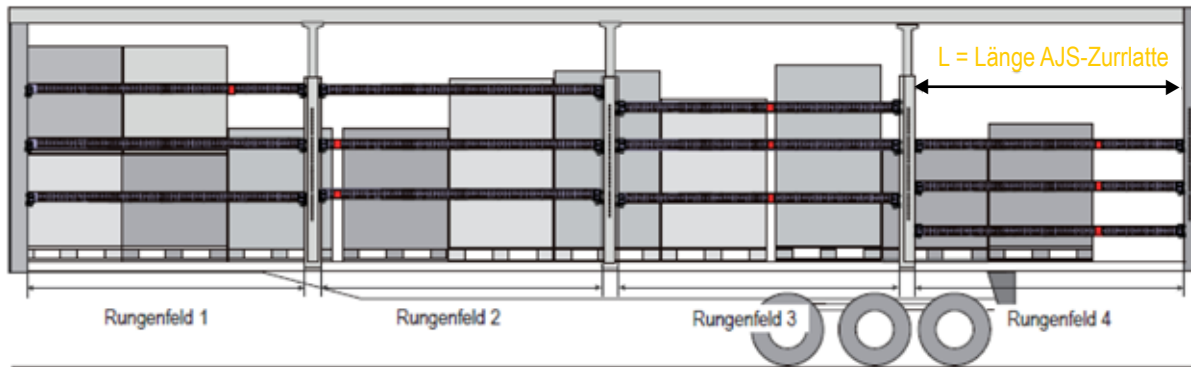 L = Länge AJS-Zurrlatte
Rungenfeld 1
Rungenfeld 2
Rungenfeld 3
Rungenfeld 4